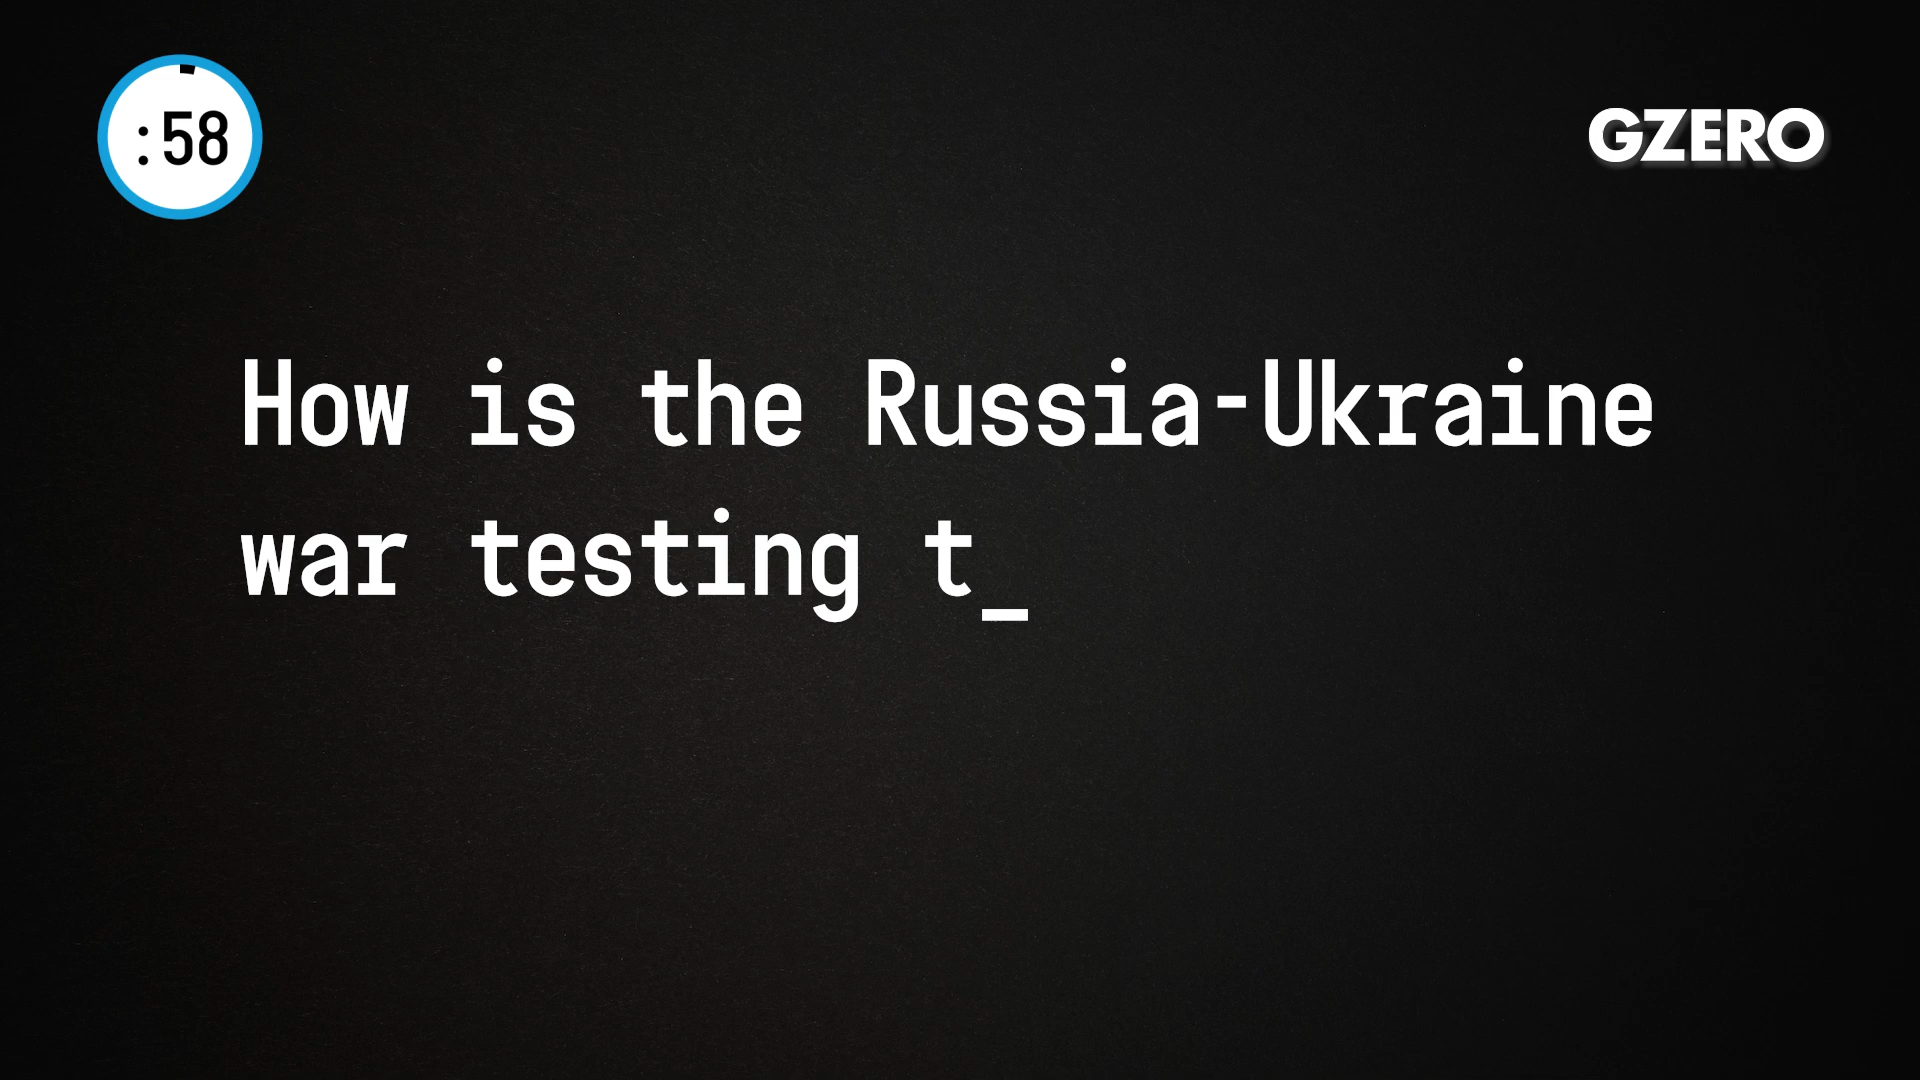 :58
GZERO
How is the Russia-Ukraine
war testing t_